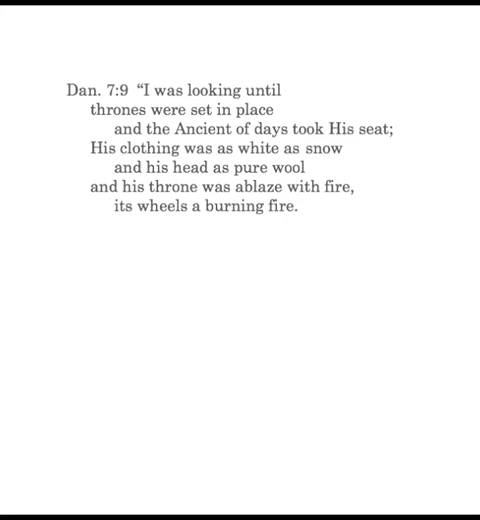 Dan. 7:9 “I was looking until
thrones were set in place
and the Ancient of days took His seat;
His clothing was as white as snow
and his head as pure wool
and his throne was ablaze with fire,
its wheels a burning fire.